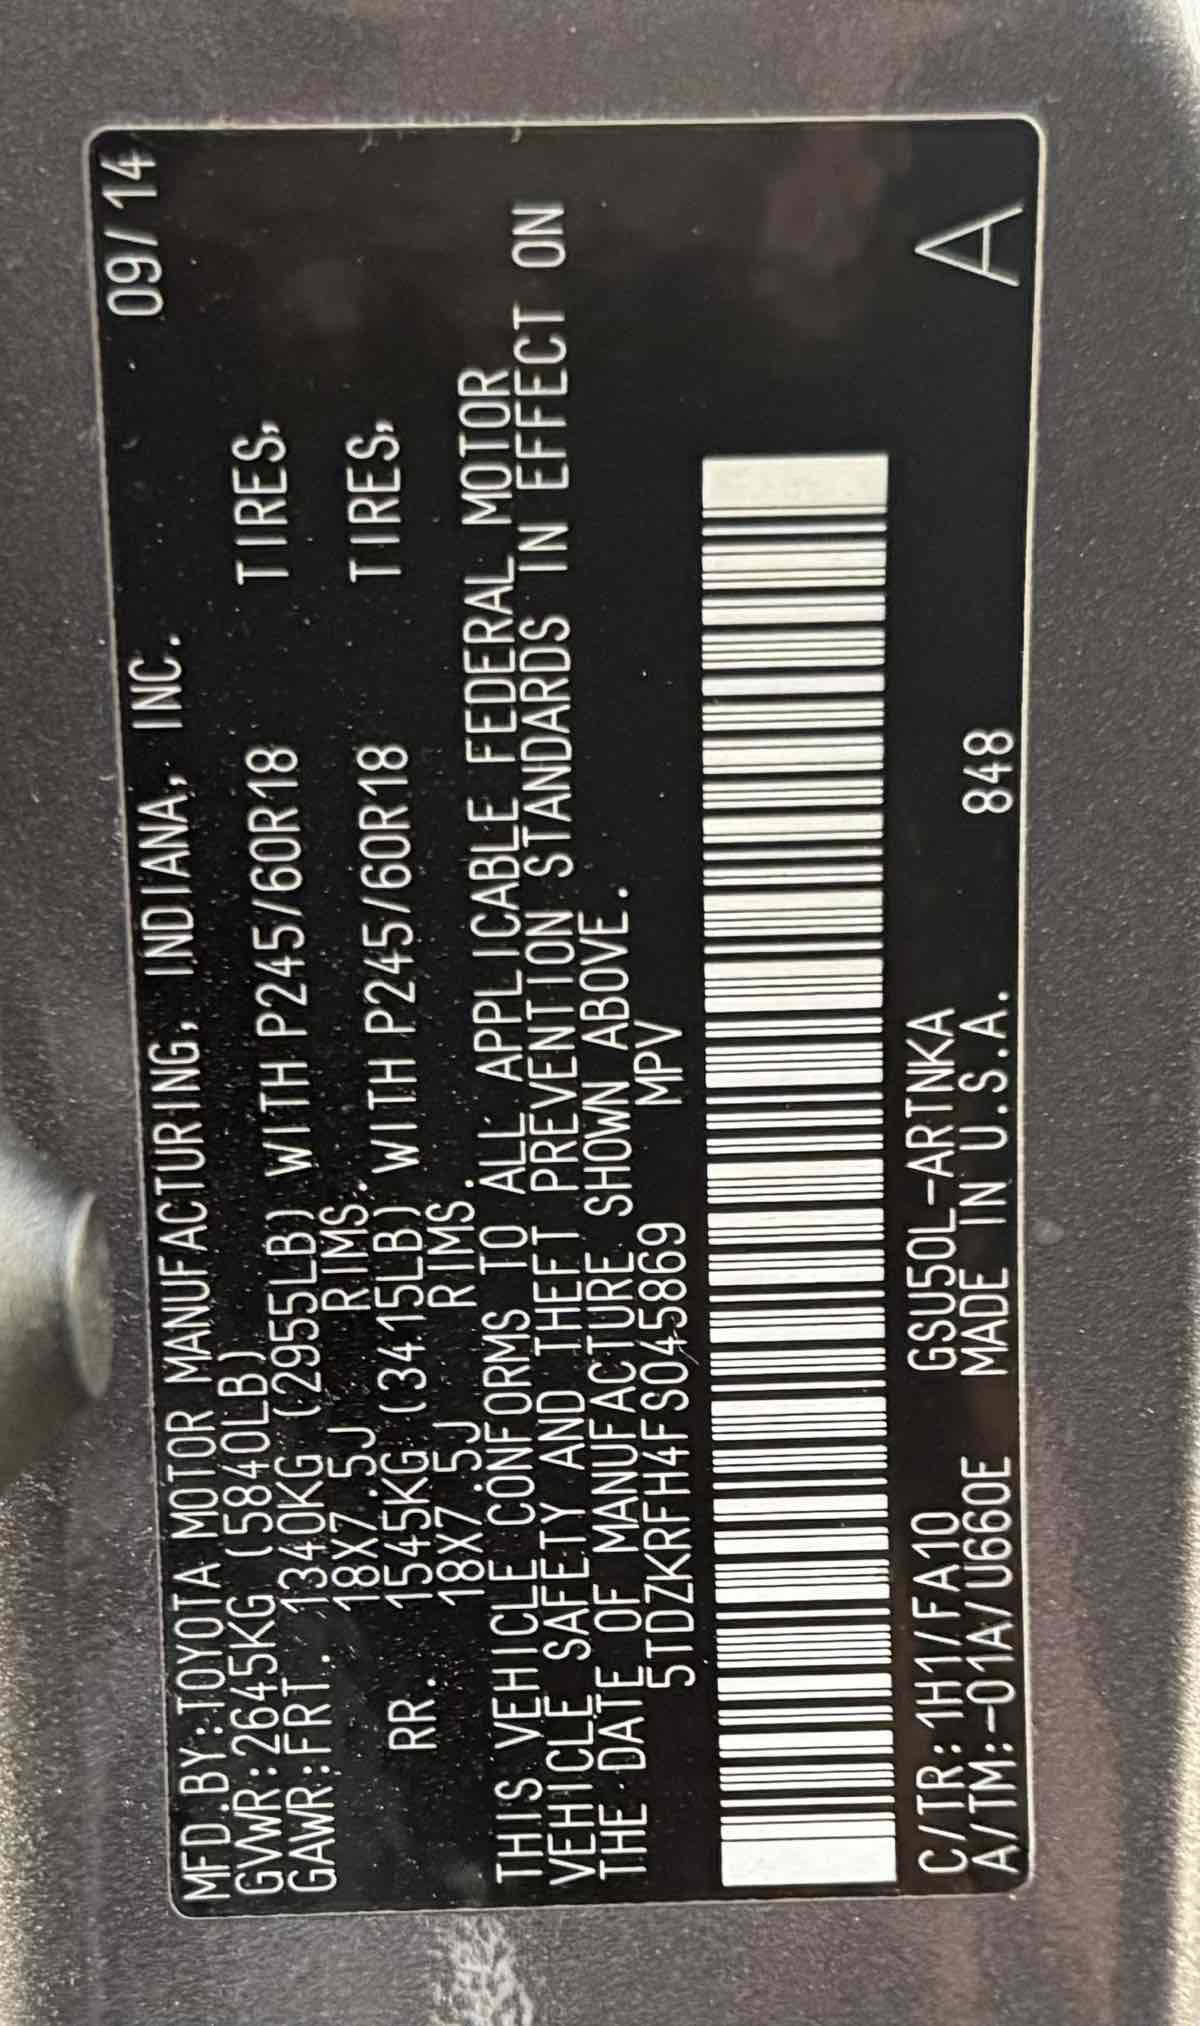 MFD.BY:TOYOTA MOTOR MANUFACTURING, INDIANA, INC. 09/14
GVWR:2645KG (5840LB)
GAWR:FRT. 1340KG (2955LB) WITH P245/60R18 TIRES,
18X7.5J RIMS.
RR. 1545KG (3415LB) WITH P245/60R18 TIRES,
18X7.5J RIMS.
THIS VEHICLE CONFORMS TO ALL APPLICABLE FEDERAL MOTOR
VEHICLE SAFETY AND THEFT PREVENTION STANDARDS IN EFFECT ON
THE DATE OF MANUFACTURE SHOWN ABOVE.
5TDZKRFH4FS045869 MPV
C/TR:1H1/FA10 GSU50L-ARTNKA
A/TM:-01A/U660E MADE IN U.S.A. 848 A